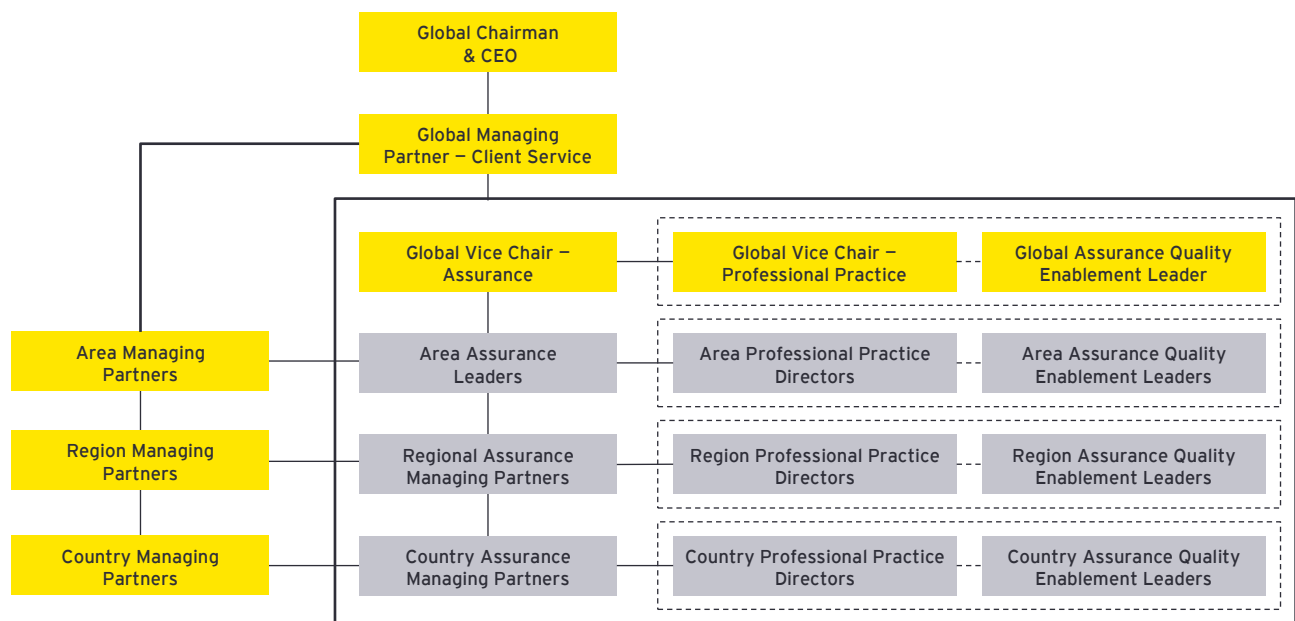 Global Chairman
& CEO
Global Managing
Partner – Client Service
Global Vice Chair –
Assurance
Global Vice Chair –
Professional Practice
Global Assurance Quality
Enablement Leader
Area Managing
Partners
Area Assurance
Leaders
Area Professional Practice
Directors
Area Assurance Quality
Enablement Leaders
Region Managing
Partners
Regional Assurance
Managing Partners
Region Professional Practice
Directors
Region Assurance Quality
Enablement Leaders
Country Managing
Partners
Country Assurance
Managing Partners
Country Professional Practice
Directors
Country Assurance Quality
Enablement Leaders